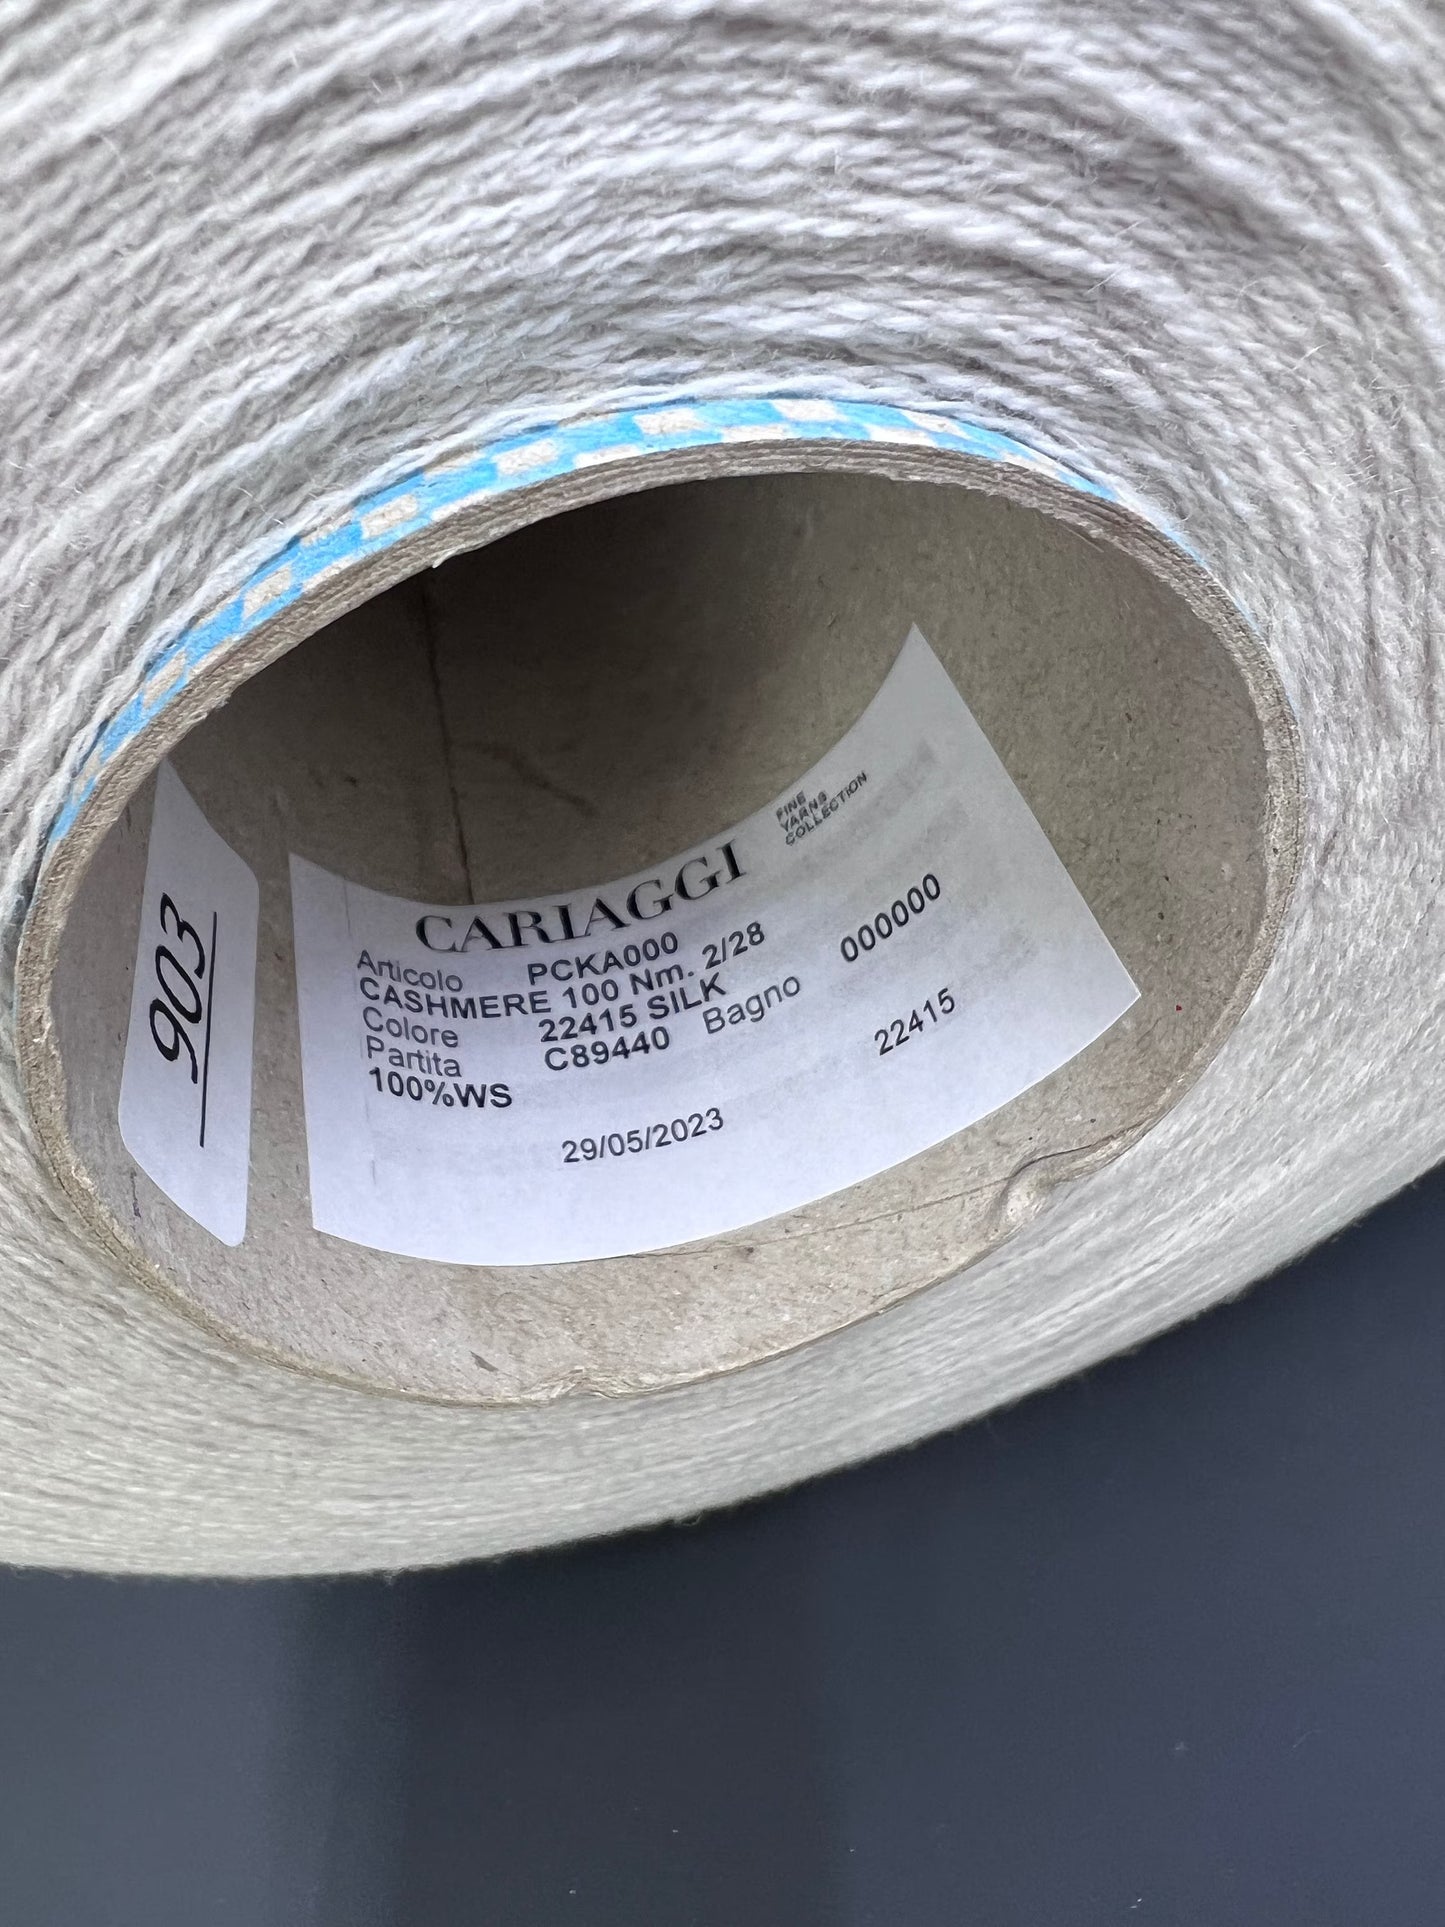 903
CARIAGGI
FINE
YARNS
COLLECTION
Articolo PCKA000
CASHMERE 100 Nm. 2/28
Colore 22415 SILK
Partita C89440 Bagno 000000
100%WS 22415
29/05/2023